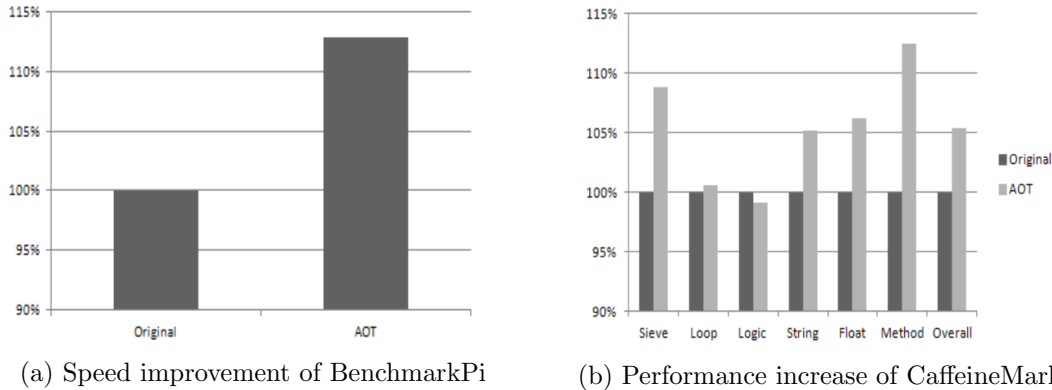 115%
110%
105%
100%
95%
90%
Original AOT
(a) Speed improvement of BenchmarkPi
115%
110%
105%
100%
95%
90%
Sieve Loop Logic String Float Method Overall
Original
AOT
(b) Performance increase of CaffeineMark